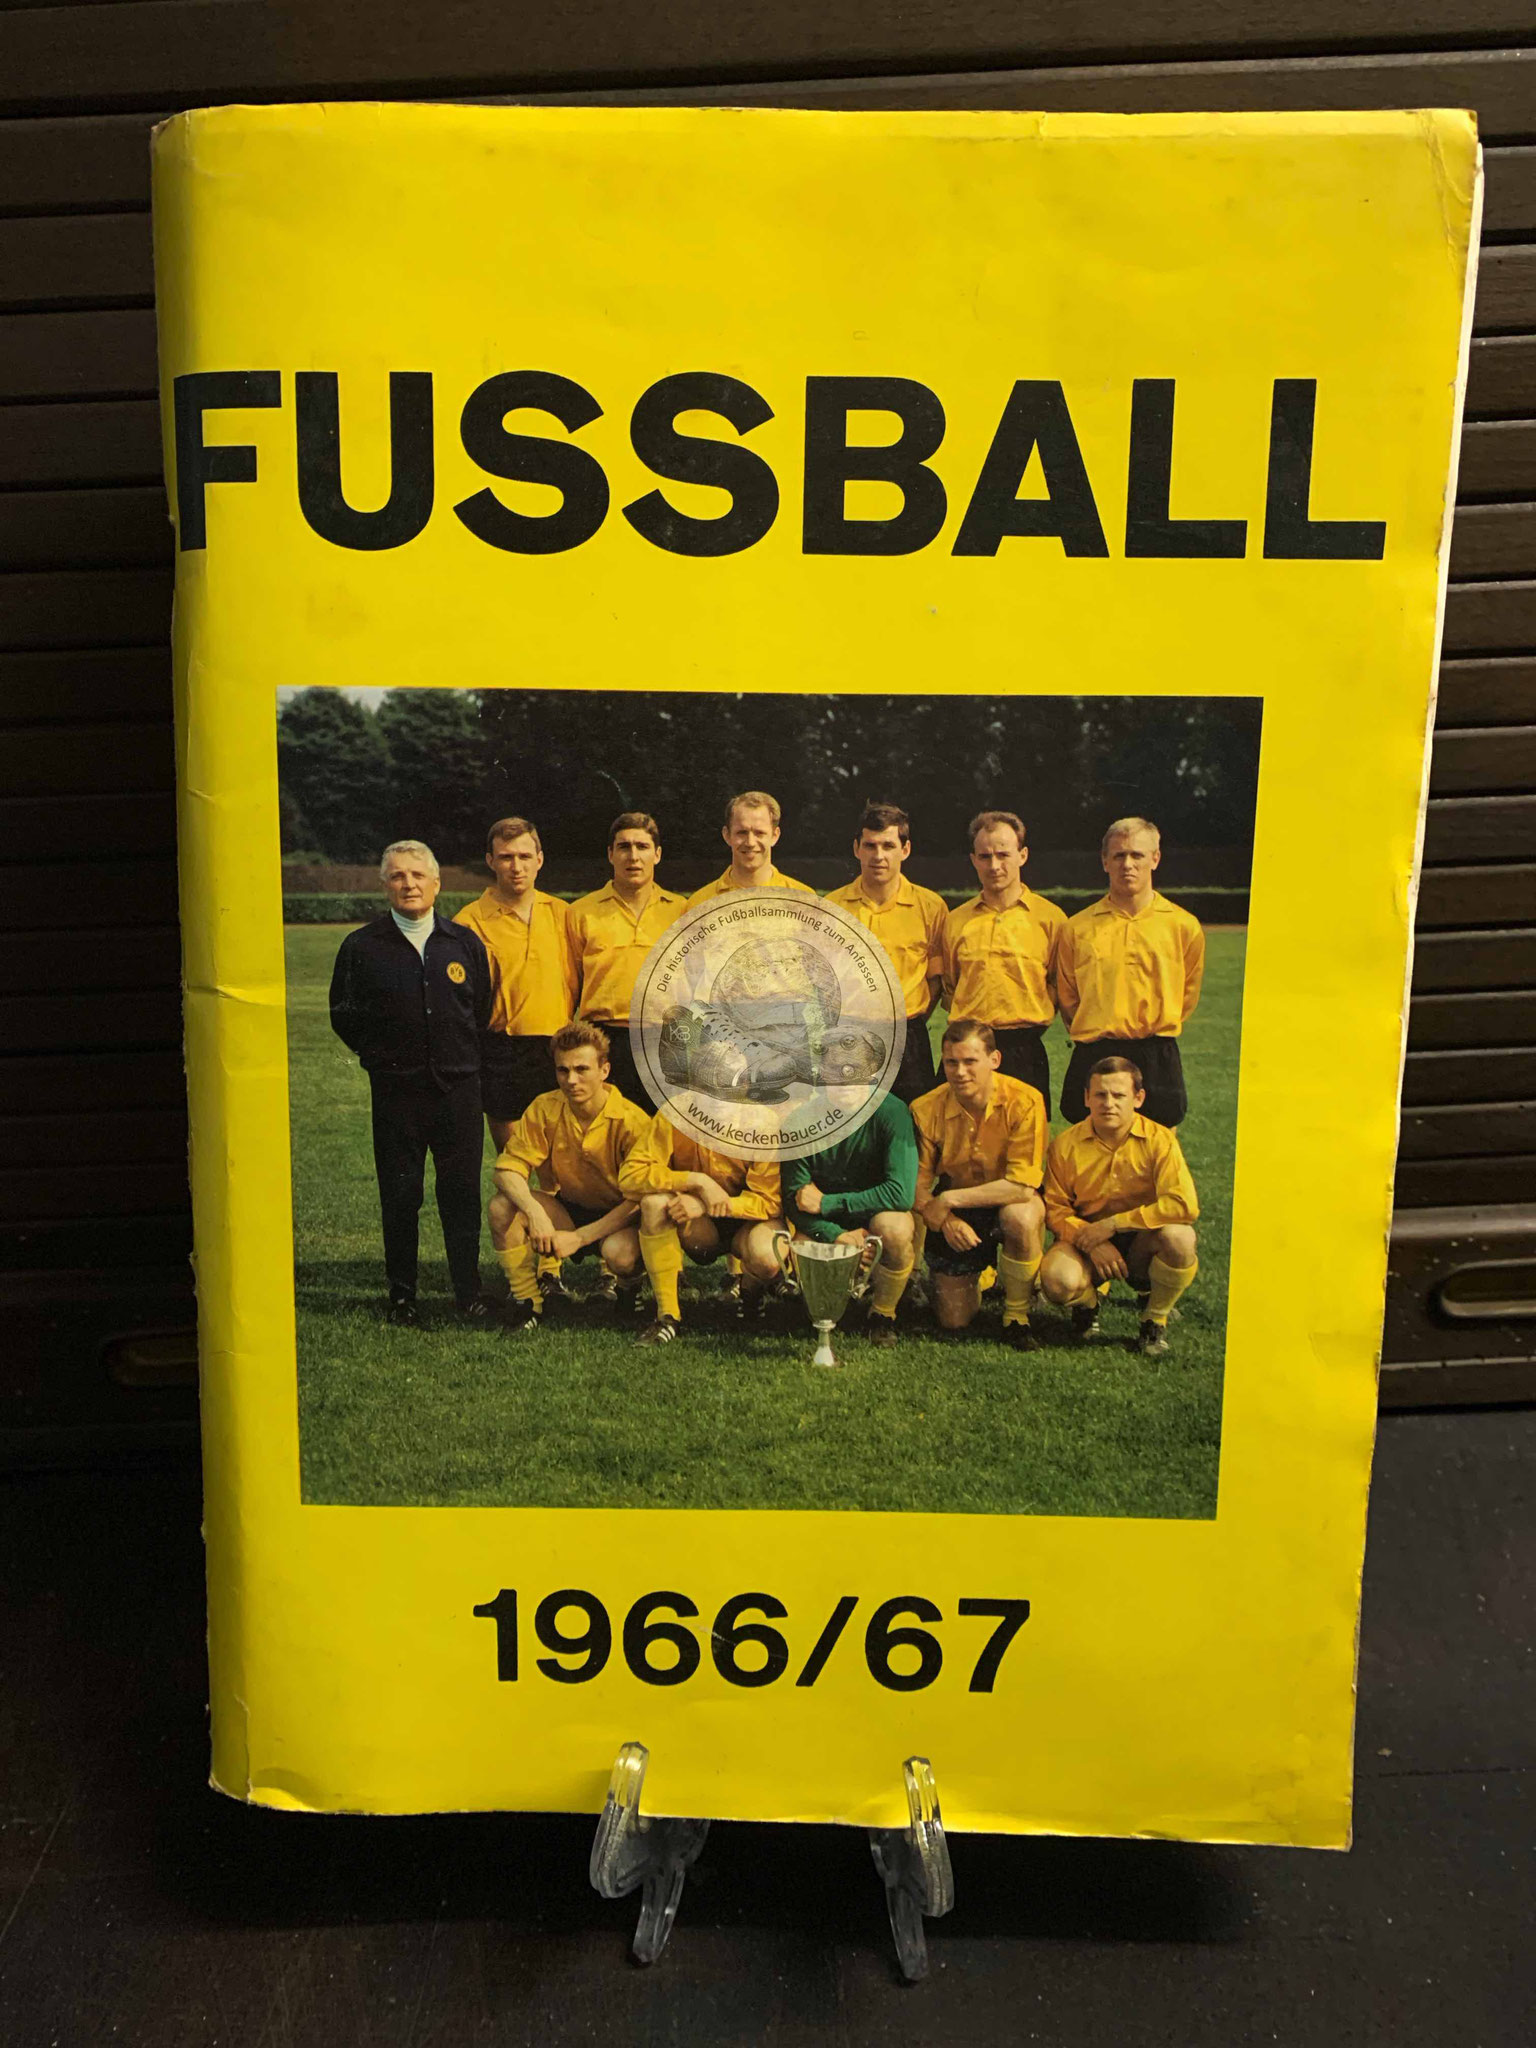 FUSSBALL
Die historische Fußballsammlung zum Anfassen
www.keckenbauer.de
1966/67